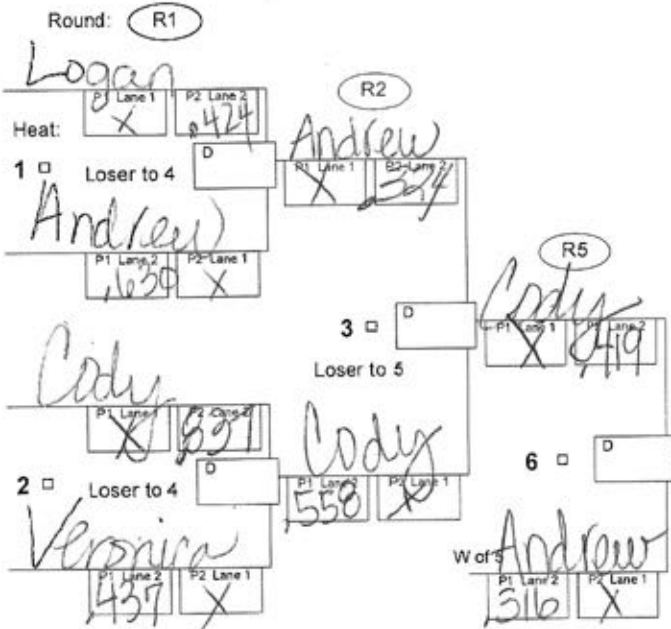 Round: R1
Logan
P1 Lane 1 P2 Lane 2
X .424
Heat:
D
1 Loser to 4
Andrew
P1 Lane 2 P2 Lane 1
.630 X
R2
Andrew
P1 Lane 1 P2 Lane 2
X .334
Cody
P1 Lane 1 P2 Lane 2
X
2 Loser to 4
D
Veronica
P1 Lane 2 P2 Lane 1
.437 X
3
D
Loser to 5
Cody
P1 Lane 2 P2 Lane 1
.558 X
R5
Cody
P1 Lane 1 P2 Lane 2
X .419
6
D
W of 5
Andrew
P1 Lane 2 P2 Lane 1
.316 X